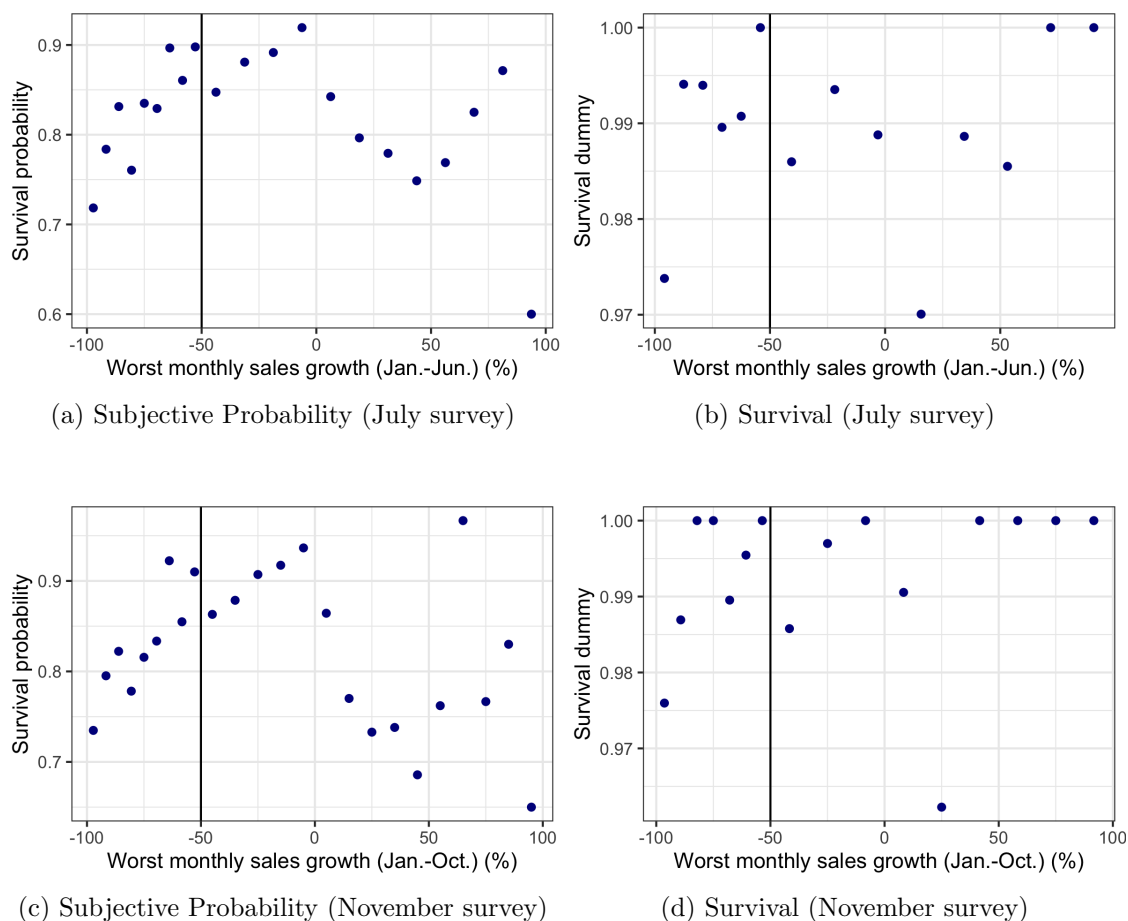 Survival probability
0.9
0.8
0.7
0.6
-100 -50 0 50 100
Worst monthly sales growth (Jan.-Jun.) (%)
(a) Subjective Probability (July survey)
Survival dummy
1.00
0.99
0.98
0.97
-100 -50 0 50
Worst monthly sales growth (Jan.-Jun.) (%)
(b) Survival (July survey)
Survival probability
0.9
0.8
0.7
-100 -50 0 50 100
Worst monthly sales growth (Jan.-Oct.) (%)
(c) Subjective Probability (November survey)
Survival dummy
1.00
0.99
0.98
0.97
-100 -50 0 50 100
Worst monthly sales growth (Jan.-Oct.) (%)
(d) Survival (November survey)